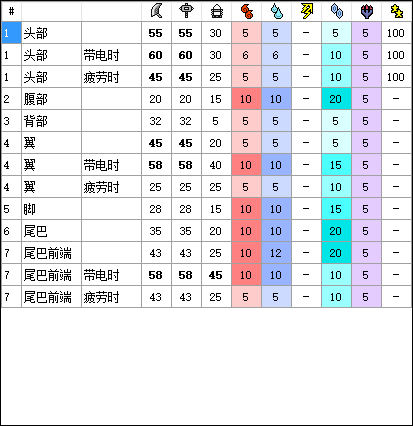 #
1 头部 55 55 30 5 5 - 5 5 100
1 头部 带电时 60 60 30 6 6 - 10 5 100
1 头部 疲劳时 45 45 25 5 5 - 10 5 100
2 腹部 20 20 15 10 10 - 20 5 -
3 背部 32 32 5 5 5 - 5 5 -
4 翼 45 45 20 5 5 - 5 5 -
4 翼 带电时 58 58 40 10 10 - 15 5 -
4 翼 疲劳时 25 25 25 5 5 - 10 5 -
5 脚 28 28 15 10 10 - 15 5 -
6 尾巴 35 35 20 10 10 - 20 5 -
7 尾巴前端 43 43 25 10 12 - 20 5 -
7 尾巴前端 带电时 58 58 45 10 10 - 10 5 -
7 尾巴前端 疲劳时 43 43 25 5 5 - 10 5 -